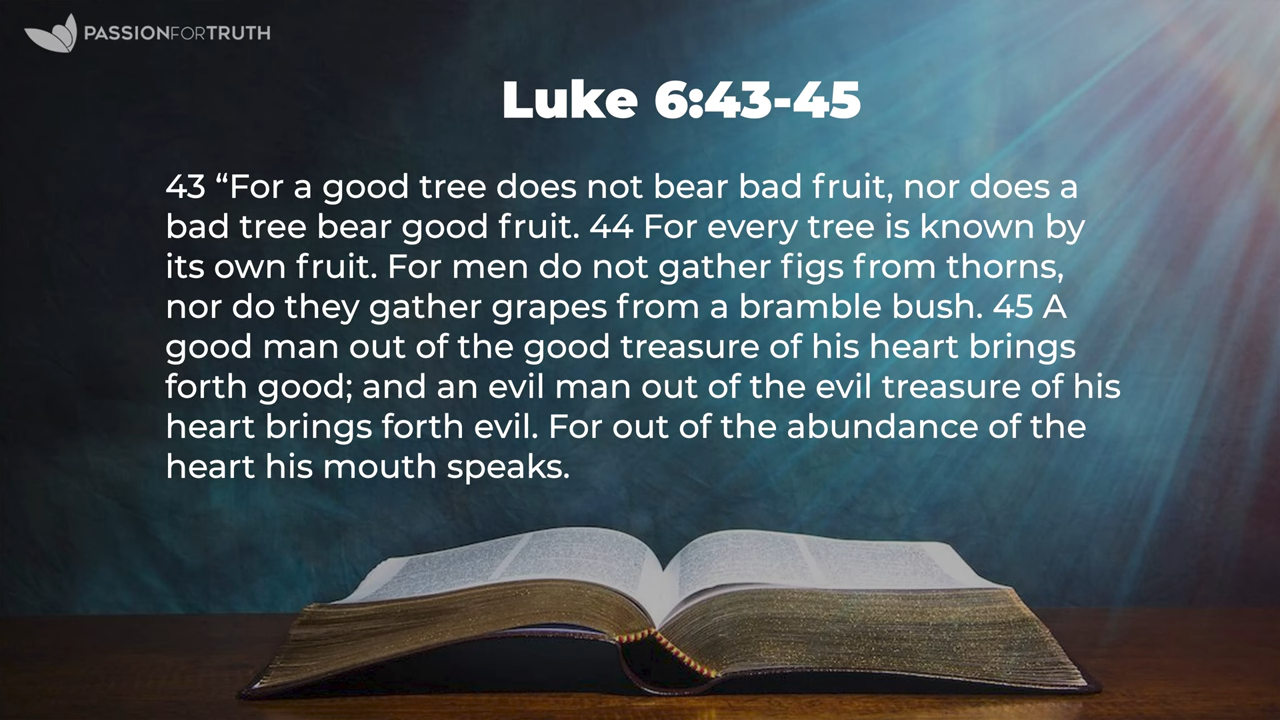 PASSIONFORTRUTH
Luke 6:43-45
43 “For a good tree does not bear bad fruit, nor does a
bad tree bear good fruit. 44 For every tree is known by
its own fruit. For men do not gather figs from thorns,
nor do they gather grapes from a bramble bush. 45 A
good man out of the good treasure of his heart brings
forth good; and an evil man out of the evil treasure of his
heart brings forth evil. For out of the abundance of the
heart his mouth speaks.